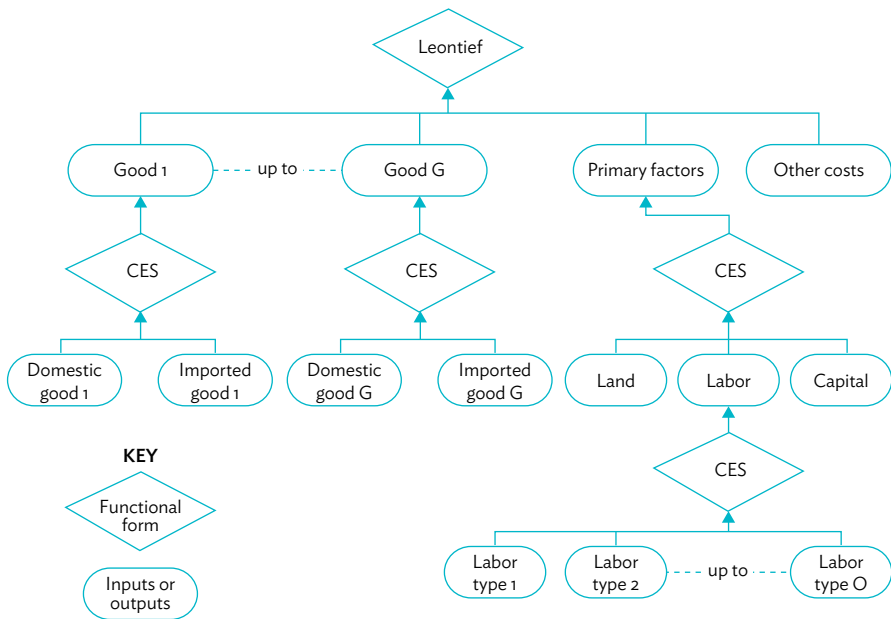 Leontief
Good 1
up to
Good G
Primary factors
Other costs
CES
CES
CES
Domestic
good 1
Imported
good 1
Domestic
good G
Imported
good G
Land
Labor
Capital
KEY
Functional
form
Inputs or
outputs
CES
Labor
type 1
Labor
type 2
up to
Labor
type O